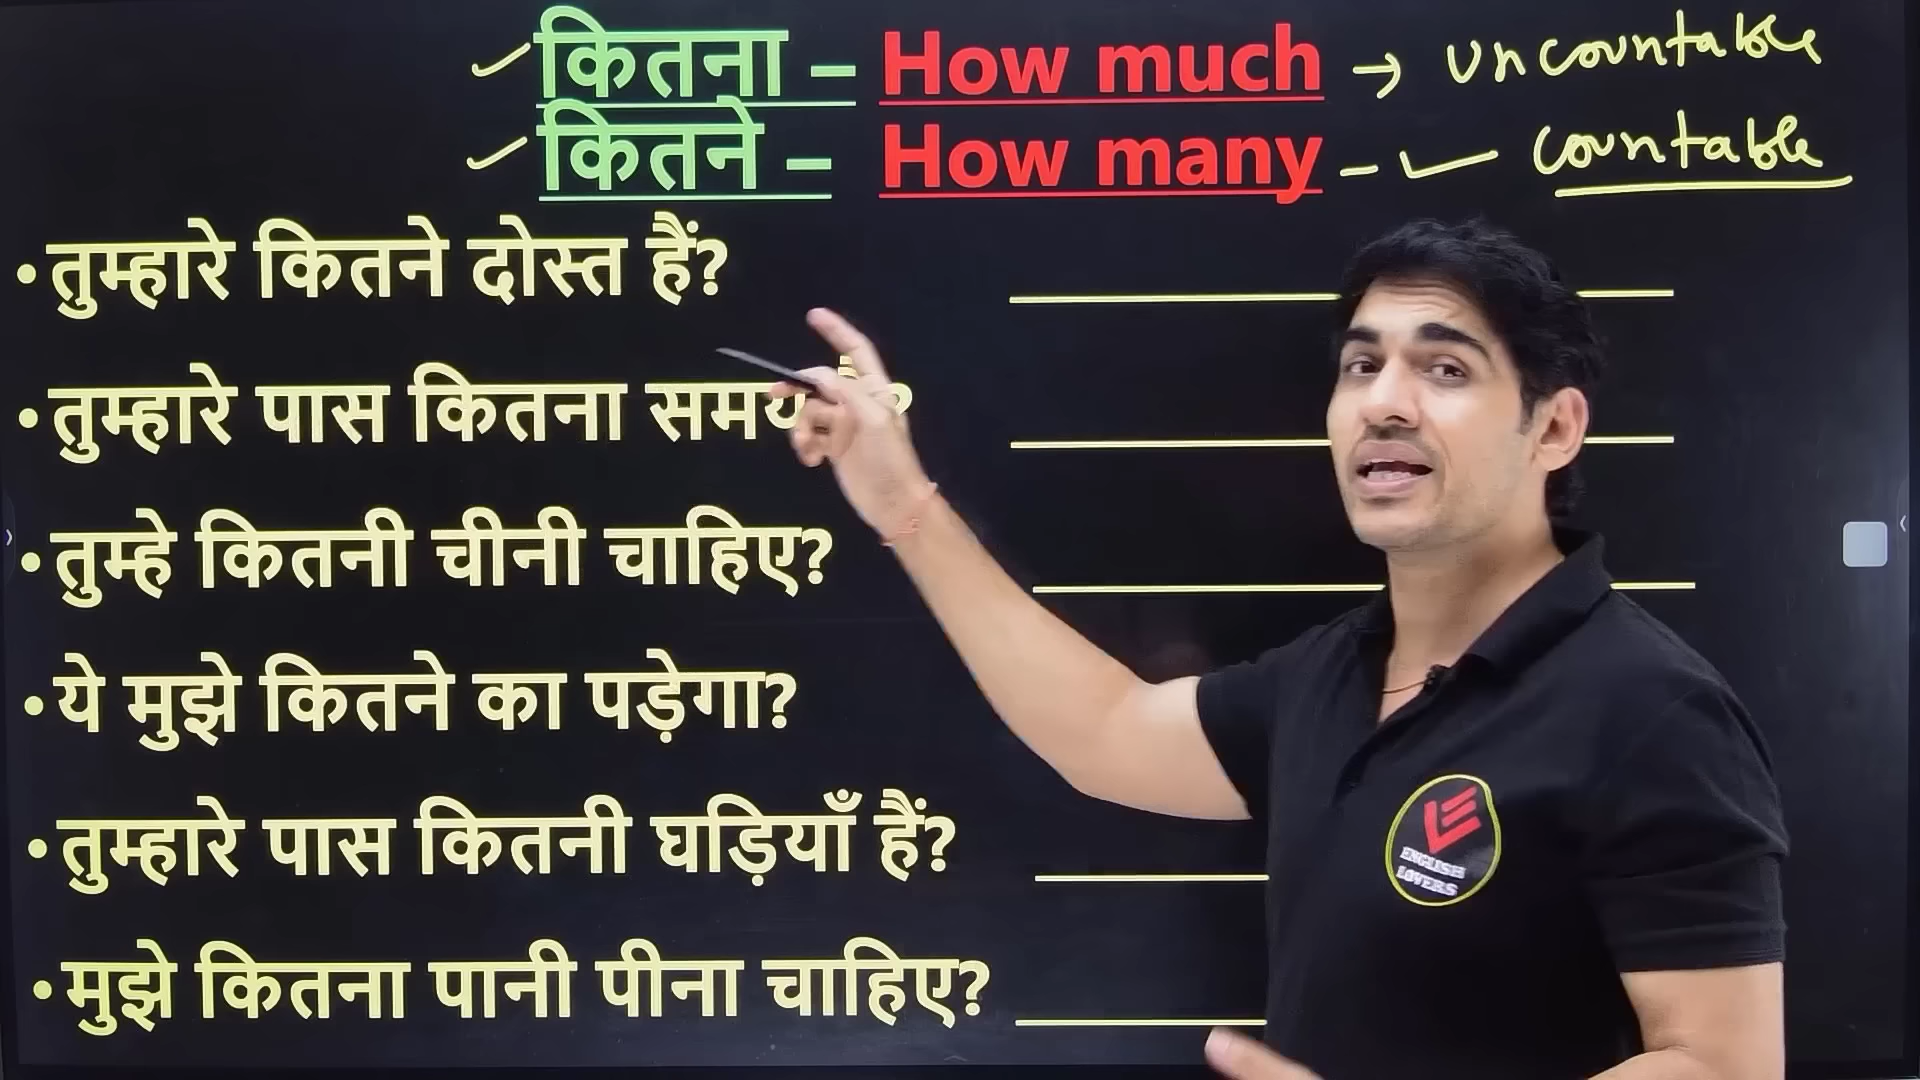 कितना – How much → uncountable
कितने – How many - countable
• तुम्हारे कितने दोस्त हैं?
• तुम्हारे पास कितना समय ?
• तुम्हे कितनी चीनी चाहिए?
• ये मुझे कितने का पड़ेगा?
• तुम्हारे पास कितनी घड़ियाँ हैं?
• मुझे कितना पानी पीना चाहिए?
ENGLISH
LOVERS